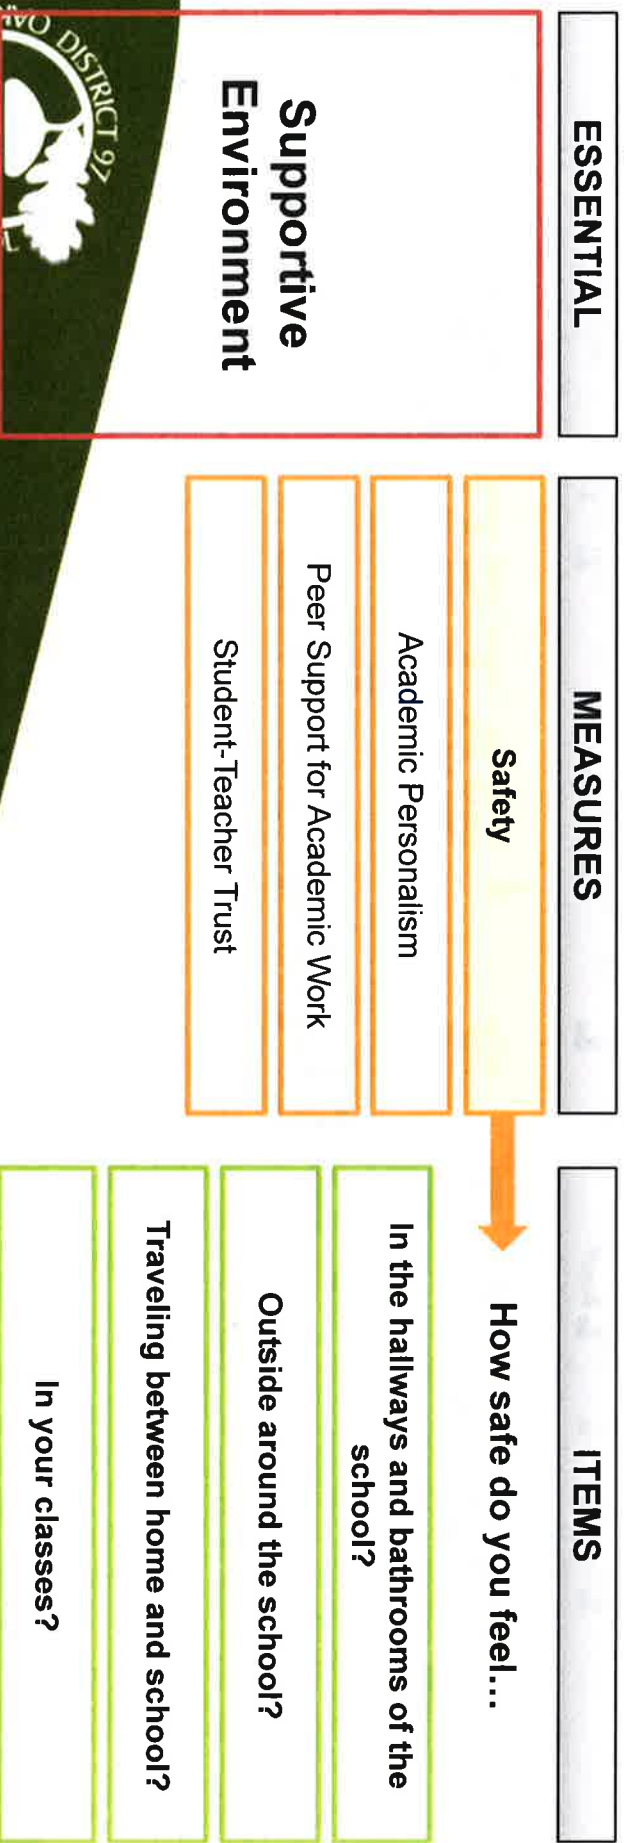 ESSENTIAL
Supportive
Environment
MEASURES
Safety
Academic Personalism
Peer Support for Academic Work
Student-Teacher Trust
ITEMS
How safe do you feel...
In the hallways and bathrooms of the
school?
Outside around the school?
Traveling between home and school?
In your classes?
DISTRICT 97